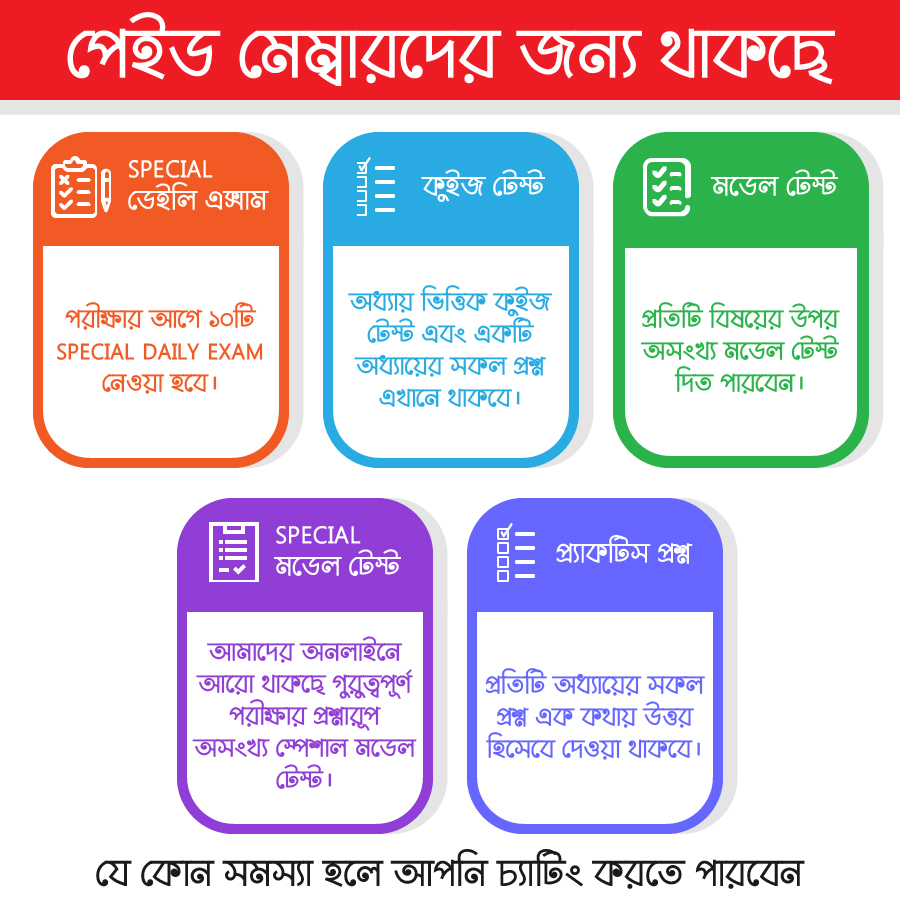 পেইড মেম্বারদের জন্য থাকছে
SPECIAL
ডেইলি এক্সাম
পরীক্ষার আগে ১০টি
SPECIAL DAILY EXAM
নেওয়া হবে।
কুইজ টেস্ট
অধ্যায় ভিত্তিক কুইজ
টেস্ট এবং একটি
অধ্যায়ের সকল প্রশ্ন
এখানে থাকবে।
মডেল টেস্ট
প্রতিটি বিষয়ের উপর
অসংখ্য মডেল টেস্ট
দিত পারবেন।
SPECIAL
মডেল টেস্ট
আমাদের অনলাইনে
আরো থাকছে গুরুত্বপূর্ণ
পরীক্ষার প্রশ্নারূপ
অসংখ্য স্পেশাল মডেল
টেস্ট।
প্র্যাকটিস প্রশ্ন
প্রতিটি অধ্যায়ের সকল
প্রশ্ন এক কথায় উত্তর
হিসেবে দেওয়া থাকবে।
যে কোন সমস্যা হলে আপনি চ্যাটিং করতে পারবেন